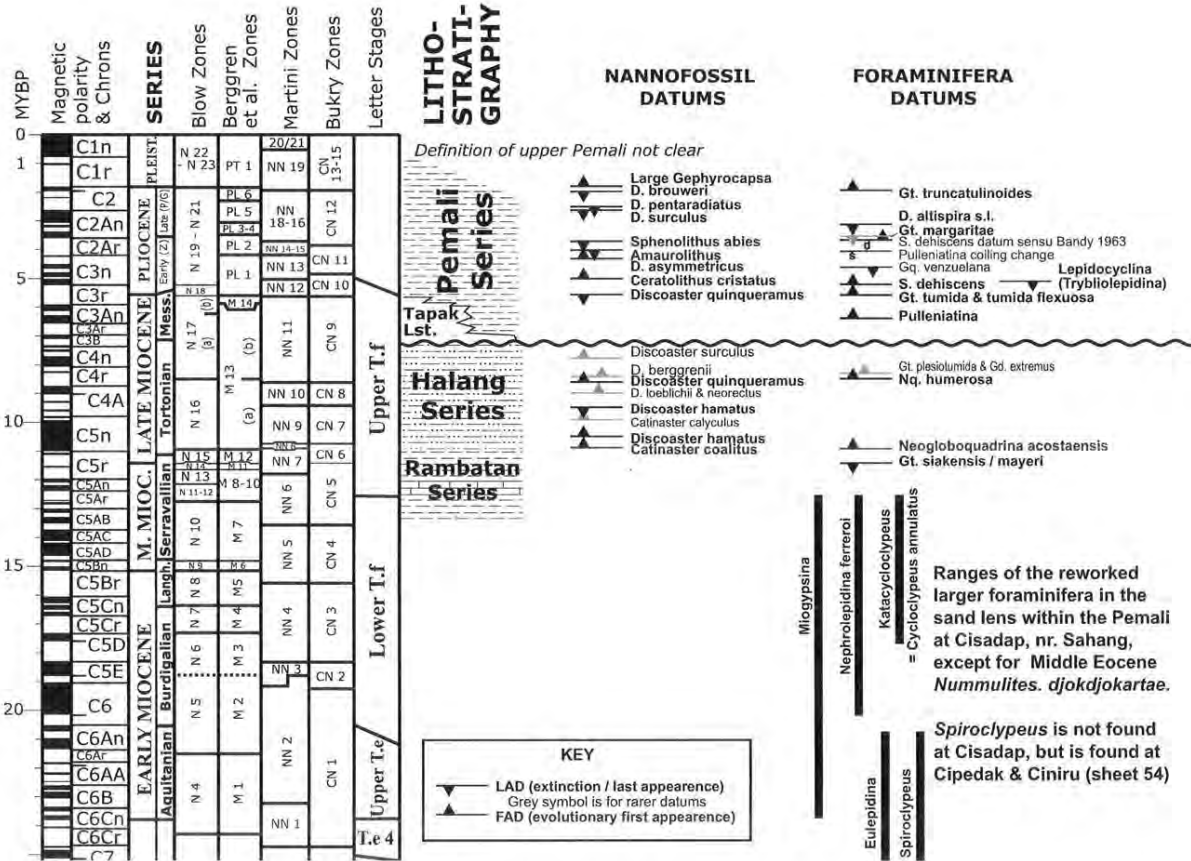 MYBP
Magnetic
polarity
& Chrons
SERIES
Blow Zones
Berggren
et al. Zones
Martini Zones
Bukry Zones
Letter Stages
LITHO-
STRATI-
GRAPHY
NANNOFOSSIL
DATUMS
FORAMINIFERA
DATUMS
0
1
5
10
15
20
C1n
C1r
C2
C2An
C2Ar
C3n
C3r
C3An
C3Ar
C3B
C4n
C4r
C4A
C5n
C5r
C5An
C5Ar
C5AB
C5AC
C5AD
C5Bn
C5Br
C5Cn
C5Cr
C5D
C5E
C6
C6An
C6Ar
C6AA
C6B
C6Cn
C6Cr
C7
PLEIST.
PLIOCENE
Late (P/G)
Early (Z)
LATE MIOCENE
Mess.
Tortonian
M. MIOC.
Serravallian
Langh.
EARLY MIOCENE
Burdigalian
Aquitanian
N 22
- N 23
N 19 - N 21
N 18
(b)
N 17
(a)
N 16
N 15
N 14
N 13
N 11-12
N 10
N 9
N 8
N 7
N 6
N 5
N 4
PT 1
PL 6
PL 5
PL 3-4
PL 2
PL 1
M 14
(b)
M 13
(a)
M 12
M 11
M 8-10
M 7
M 6
M5
M 4
M 3
M 2
M 1
20/21
NN 19
NN
18-16
NN 14-15
NN 13
NN 12
NN 11
NN 10
NN 9
NN 8
NN 7
NN 6
NN 5
NN 4
NN 3
NN 2
NN 1
CN
13-15
CN 12
CN 11
CN 10
CN 9
CN 8
CN 7
CN 6
CN 5
CN 4
CN 3
CN 2
CN 1
Upper T.f
Lower T.f
Upper T.e
T.e 4
Definition of upper Pemali not clear
Pemali
Series
Tapak
Lst.
Halang
Series
Rambatan
Series
Large Gephyrocapsa
D. brouweri
D. pentaradiatus
D. surculus
Sphenolithus abies
Amaurolithus
D. asymmetricus
Ceratolithus cristatus
Discoaster quinqueramus
Discoaster surculus
D. berggrenii
Discoaster quinqueramus
D. loeblichii & neorectus
Discoaster hamatus
Catinaster calyculus
Discoaster hamatus
Catinaster coalitus
Gt. truncatulinoides
D. altispira s.l.
Gt. margaritae
S. dehiscens datum sensu Bandy 1963
d
s
Pulleniatina coiling change
Gq. venzuelana
Lepidocyclina
(Trybliolepidina)
S. dehiscens
Gt. tumida & tumida flexuosa
Pulleniatina
Gt. plesiotumida & Gd. extremus
Nq. humerosa
Neogloboquadrina acostaensis
Gt. siakensis / mayeri
Miogypsina
Nephrolepidina ferreroi
Katacycloclypeus
= Cycloclypeus annulatus
Eulepidina
Spiroclypeus
Ranges of the reworked
larger foraminifera in the
sand lens within the Pemali
at Cisadap, nr. Sahang,
except for Middle Eocene
Nummulites. djokdjokartae.
Spiroclypeus is not found
at Cisadap, but is found at
Cipedak & Ciniru (sheet 54)
KEY
LAD (extinction / last appearence)
Grey symbol is for rarer datums
FAD (evolutionary first appearence)